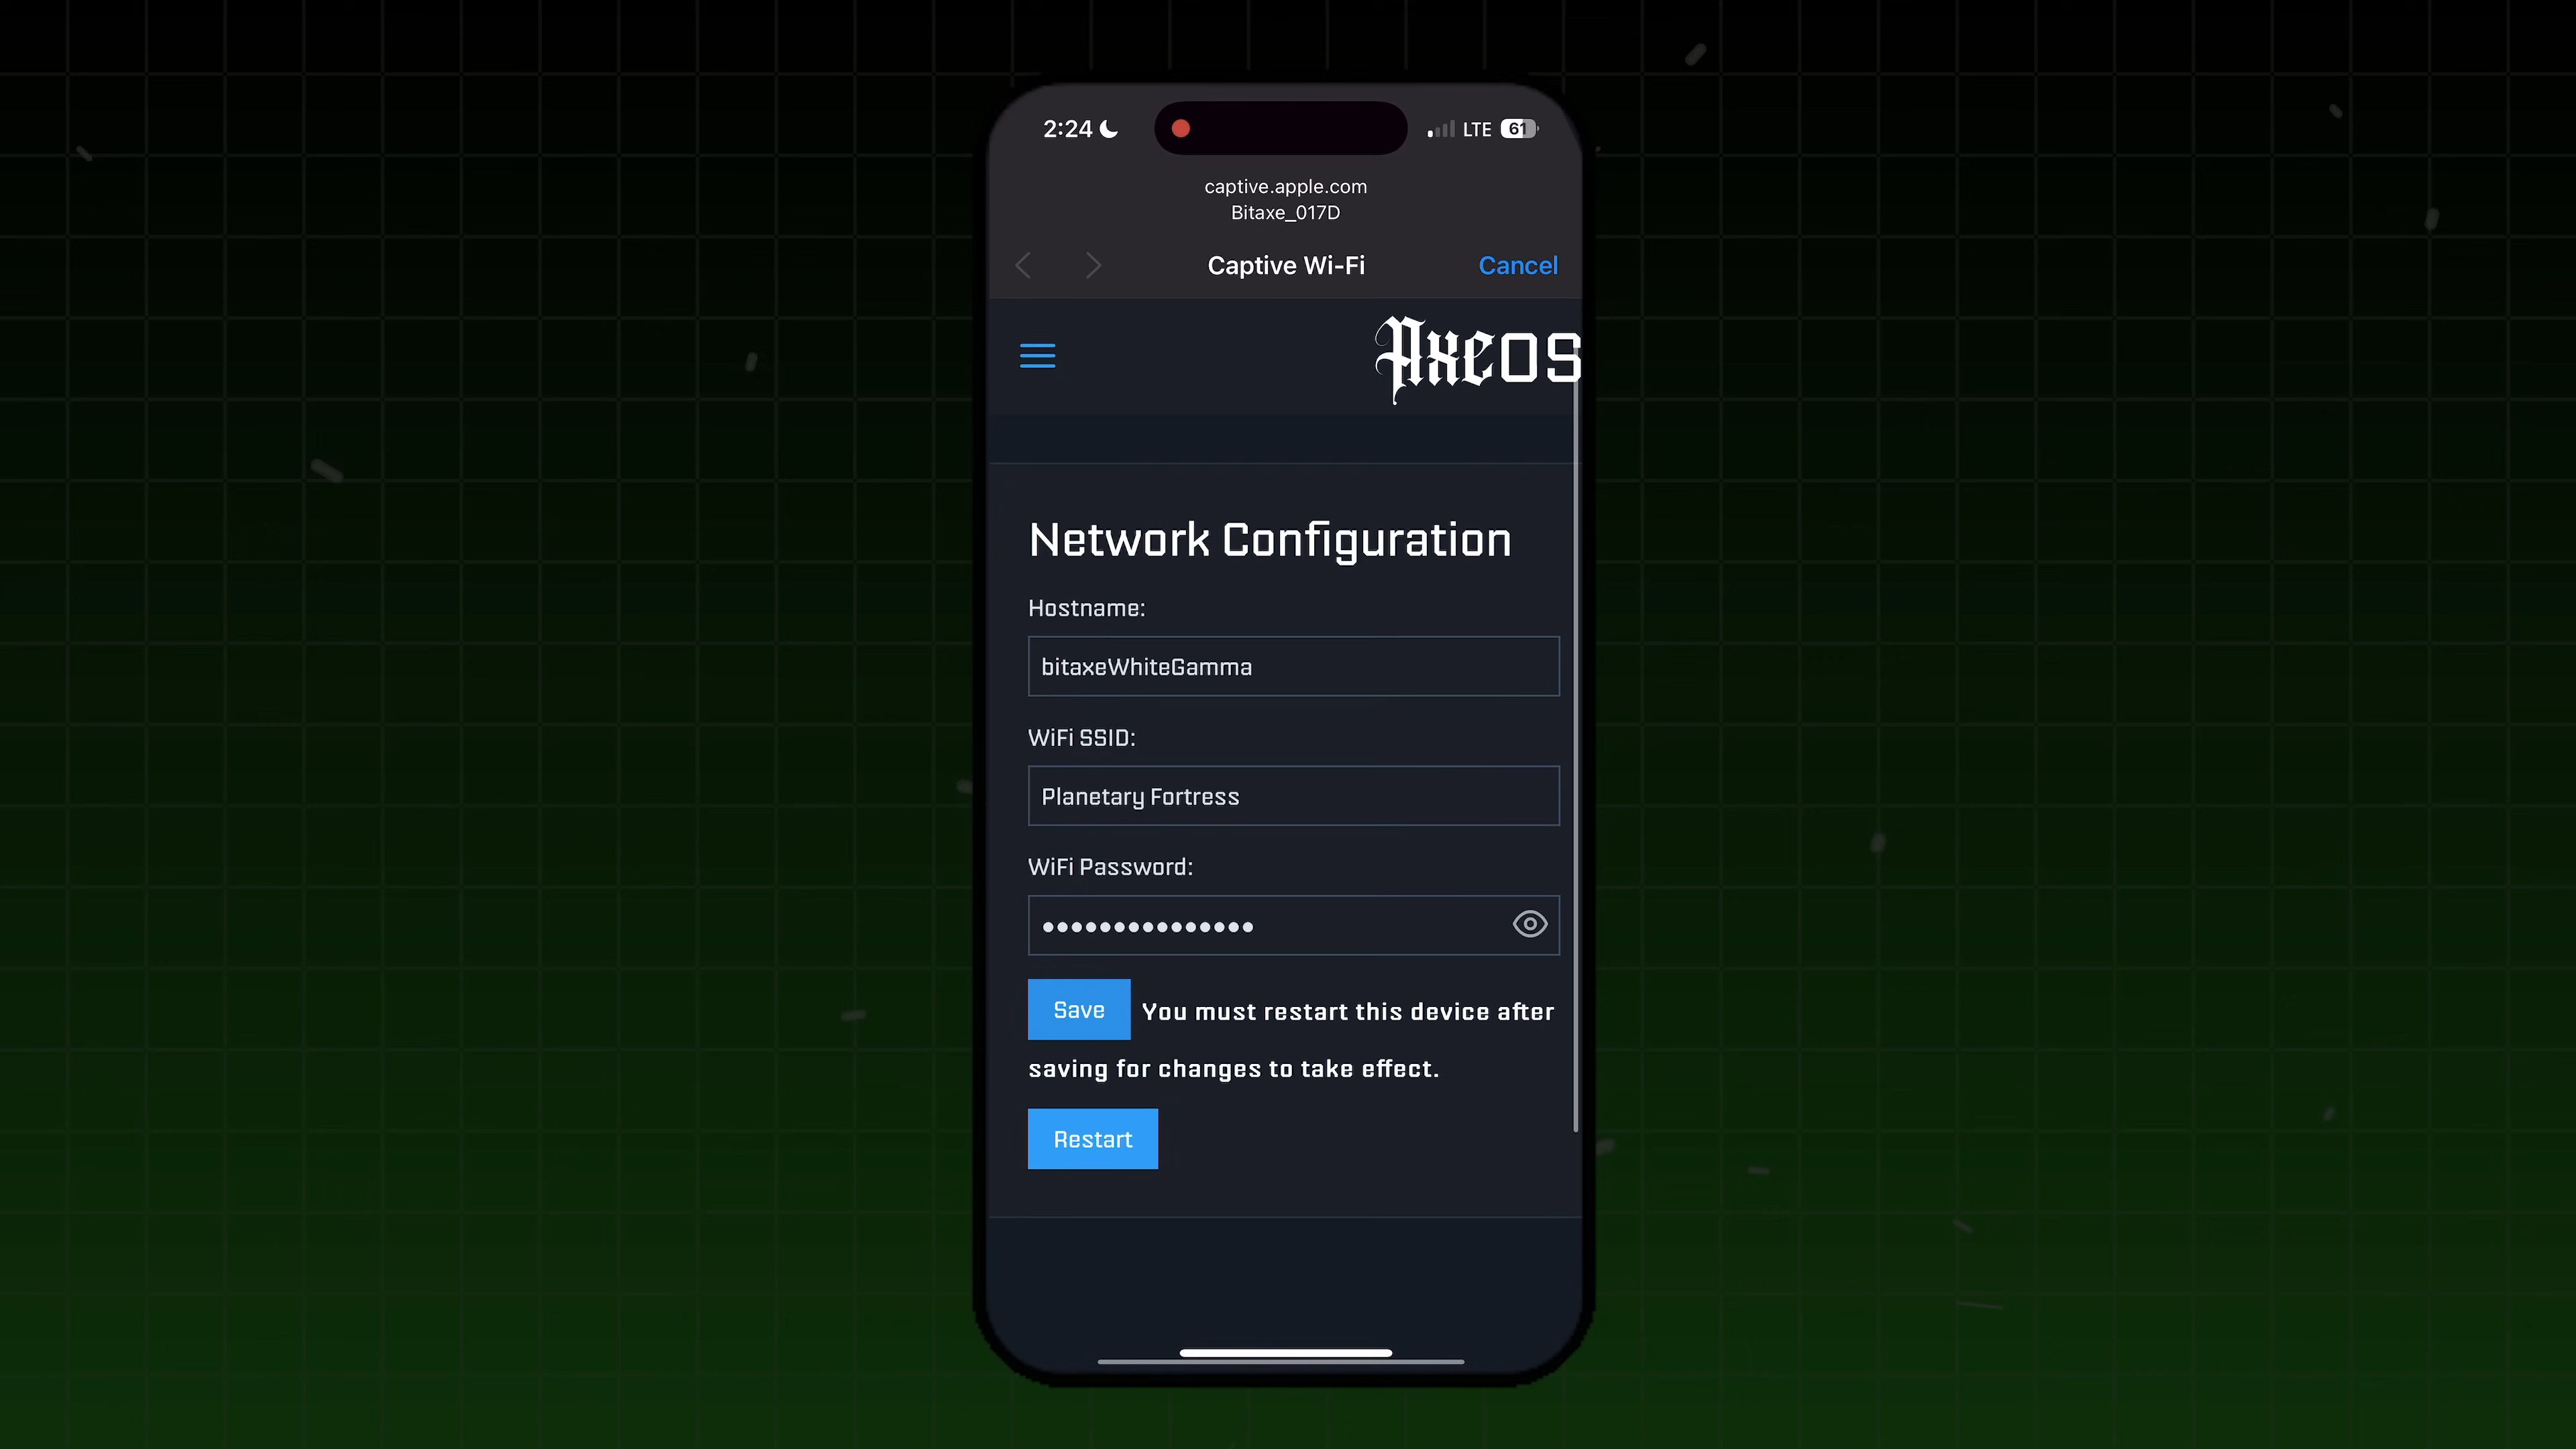 2:24
LTE 61
captive.apple.com
Bitaxe_017D
Captive Wi-Fi
Cancel
AxeOS
Network Configuration
Hostname:
bitaxeWhiteGamma
WiFi SSID:
Planetary Fortress
WiFi Password:
•••••••••••••••
Save
You must restart this device after
saving for changes to take effect.
Restart